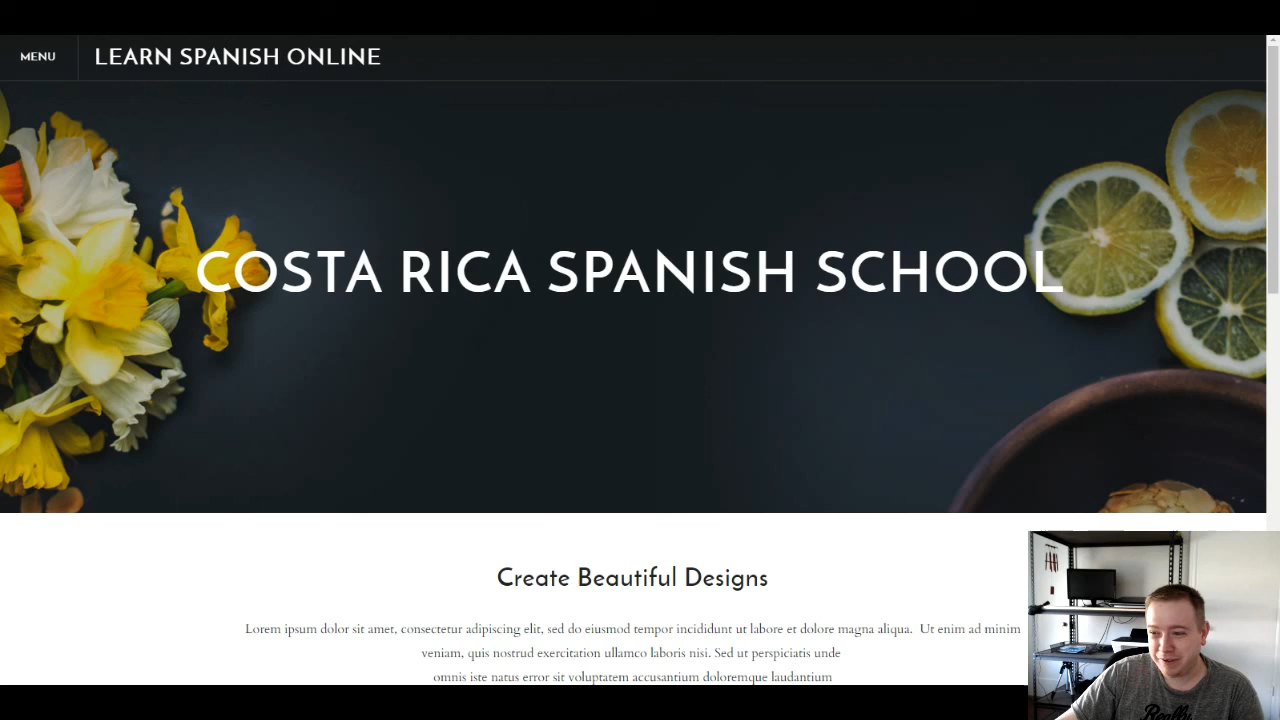 MENU
LEARN SPANISH ONLINE
COSTA RICA SPANISH SCHOOL
Create Beautiful Designs
Lorem ipsum dolor sit amet, consectetur adipiscing elit, sed do eiusmod tempor incididunt ut labore et dolore magna aliqua. Ut enim ad minim
veniam, quis nostrud exercitation ullamco laboris nisi. Sed ut perspiciatis unde
omnis iste natus error sit voluptatem accusantium doloremque laudantium
Really